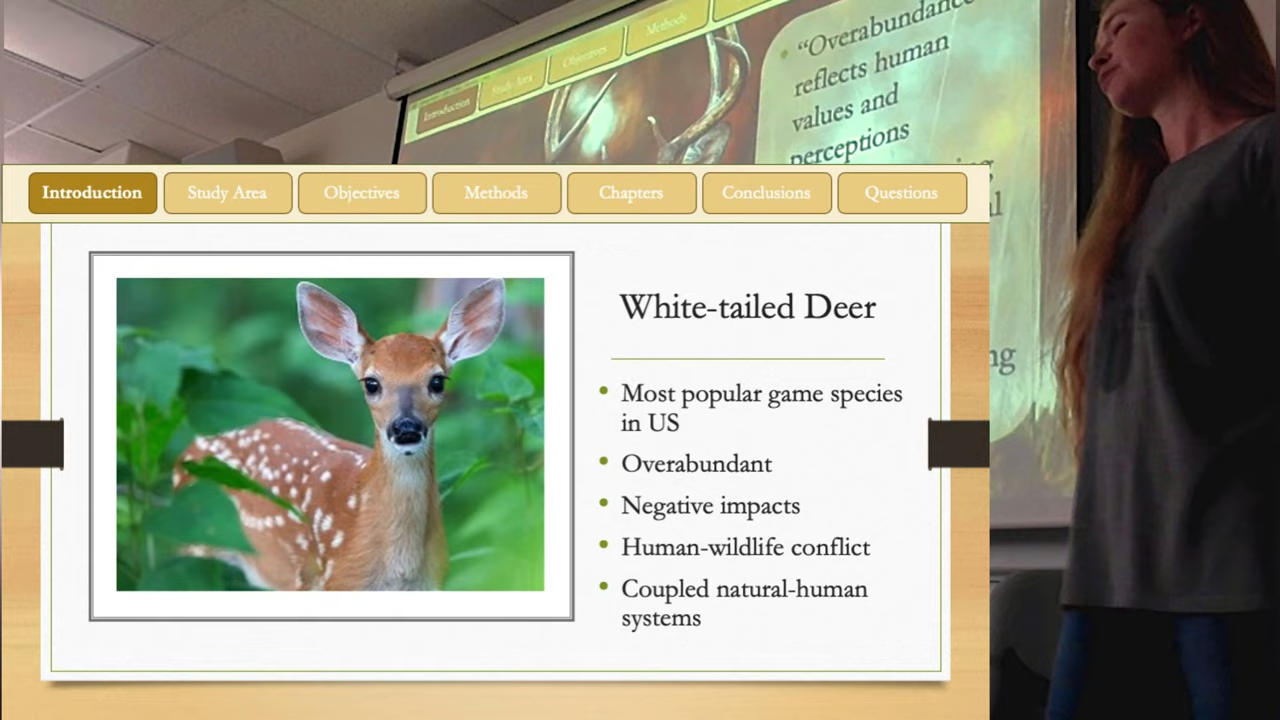 Introduction Study Area Objectives Methods
"Overabundance
reflects human
values and
perceptions
Introduction Study Area Objectives Methods Chapters Conclusions Questions
White-tailed Deer
Most popular game species
in US
Overabundant
Negative impacts
Human-wildlife conflict
Coupled natural-human
systems